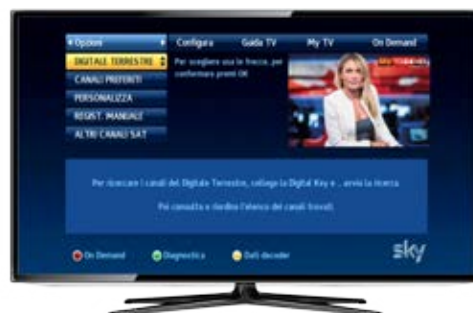 Opzioni Configura Guida TV My TV On Demand
DIGITALE TERRESTRE
CANALI PREFERITI
PERSONALIZZA
REGIST. MANUALE
ALTRI CANALI SAT
Per scegliere usa le frecce, per
confermare premi OK
Per ricercare i canali del Digitale Terrestre, collega la Digital Key e , avvia la ricerca
Poi consulta e riordina l'elenco dei canali trovati.
On Demand Diagnostica Dati decoder
sky